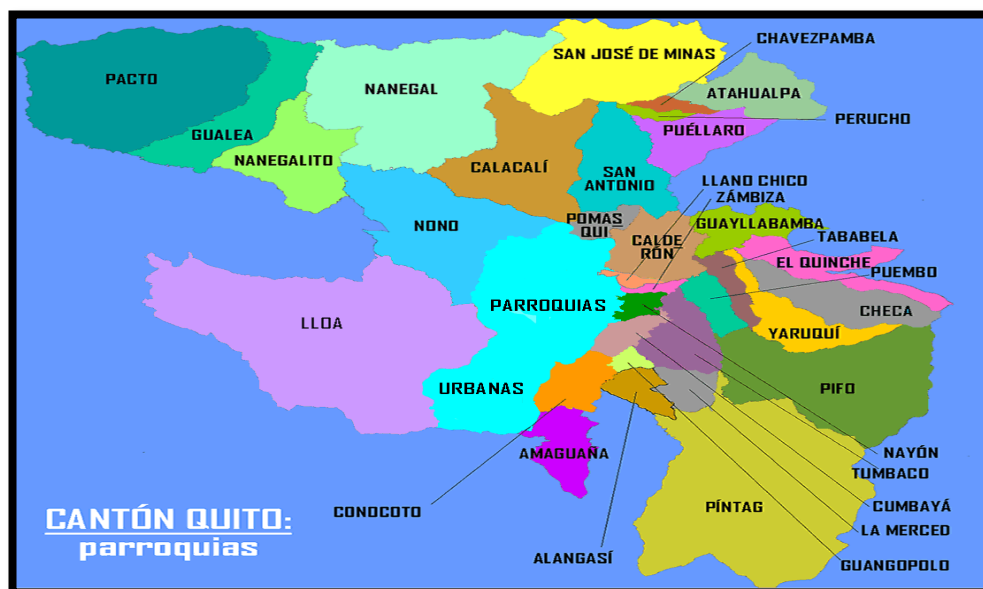 CHAVEZPAMBA
SAN JOSÉ DE MINAS
PACTO
NANEGAL
ATAHUALPA
PERUCHO
GUALEA
PUÉLLARO
NANEGALITO
CALACALÍ
SAN
ANTONIO
LLANO CHICO
ZÁMBIZA
NONO
POMAS
QUI
GUAYLLABAMBA
CALDE
RÓN
TABABELA
EL QUINCHE
PUEMBO
PARROQUIAS
CHECA
LLOA
YARUQUÍ
URBANAS
PIFO
AMAGUAÑA
NAYÓN
TUMBACO
PÍNTAG
CUMBAYÁ
CONOCOTO
CANTÓN QUITO:
parroquias
LA MERCED
ALANGASÍ
GUANGOPOLO